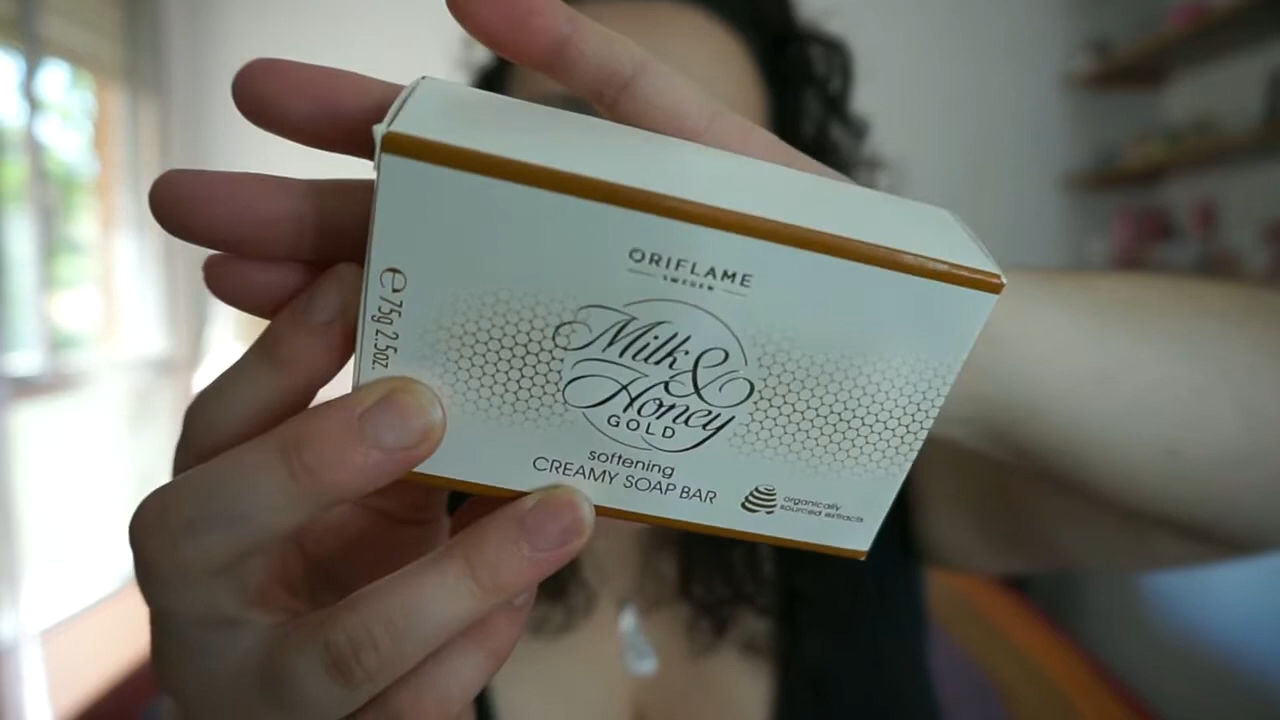 ORIFLAME
SWEDEN
Milk &
Honey
GOLD
softening
CREAMY SOAP BAR
organically
sourced extracts
℮ 75g 2.5oz.